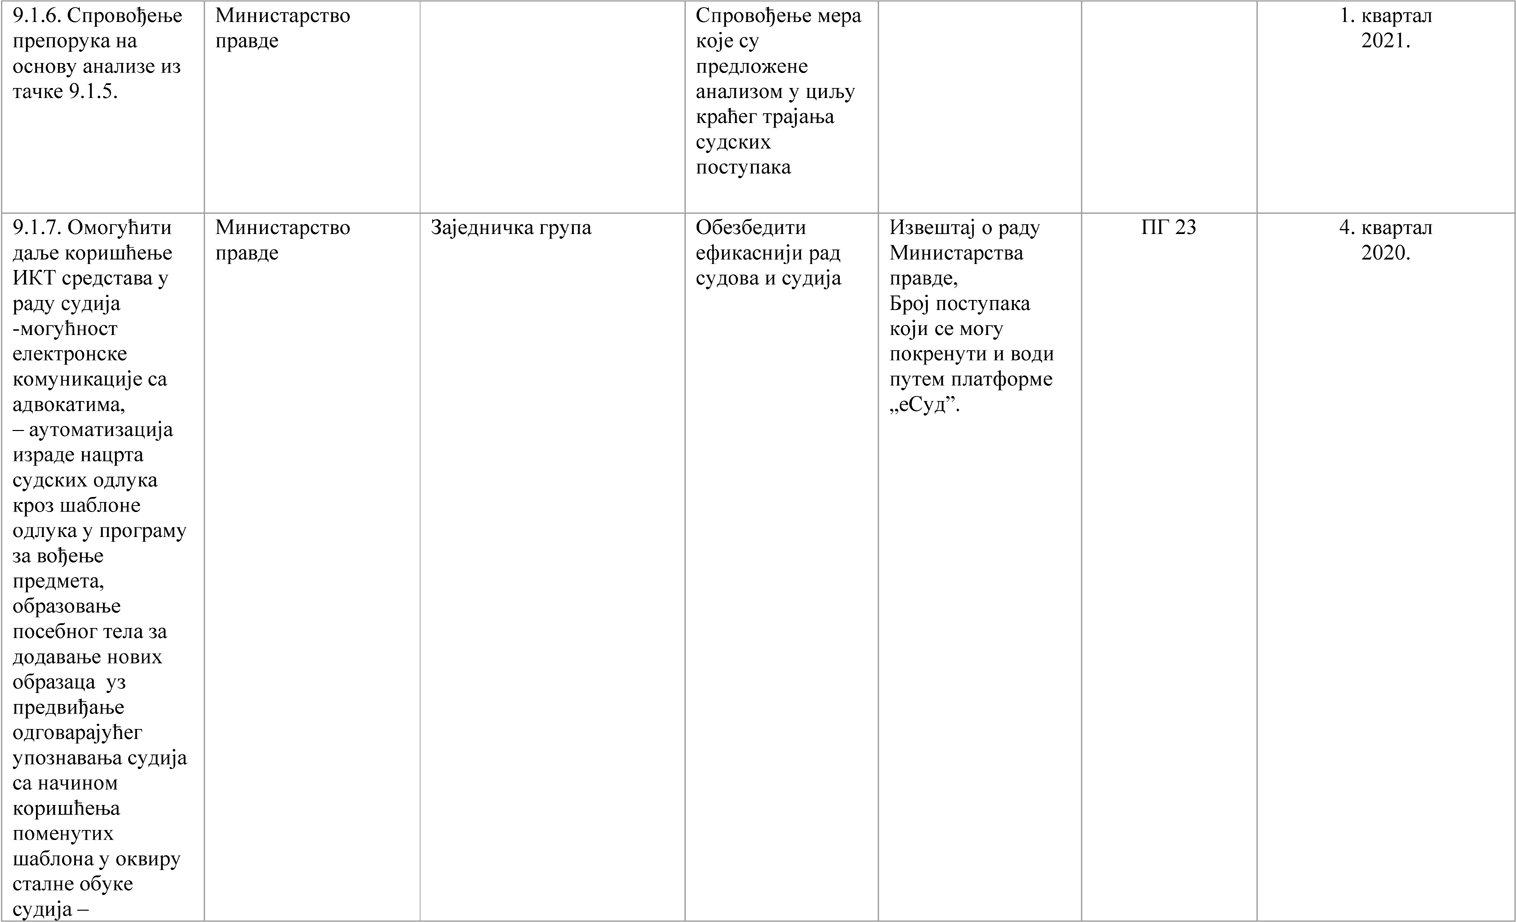 9.1.6. Спровођење
препорука на
основу анализе из
тачке 9.1.5.
Министарство
правде
Спровођење мера
које су
предложене
анализом у циљу
краћег трајања
судских
поступака
1. квартал
2021.
9.1.7. Омогућити
даље коришћење
ИКТ средстава у
раду судија
-могућност
електронске
комуникације са
адвокатима,
– аутоматизација
израде нацрта
судских одлука
кроз шаблоне
одлука у програму
за вођење
предмета,
образовање
посебног тела за
додавање нових
образаца  уз
предвиђање
одговарајућег
упознавања судија
са начином
коришћења
поменутих
шаблона у оквиру
сталне обуке
судија –
Министарство
правде
Заједничка група
Обезбедити
ефикаснији рад
судова и судија
Извештај о раду
Министарства
правде,
Број поступака
који се могу
покренути и води
путем платформе
„еСуд”.
ПГ 23
4. квартал
2020.